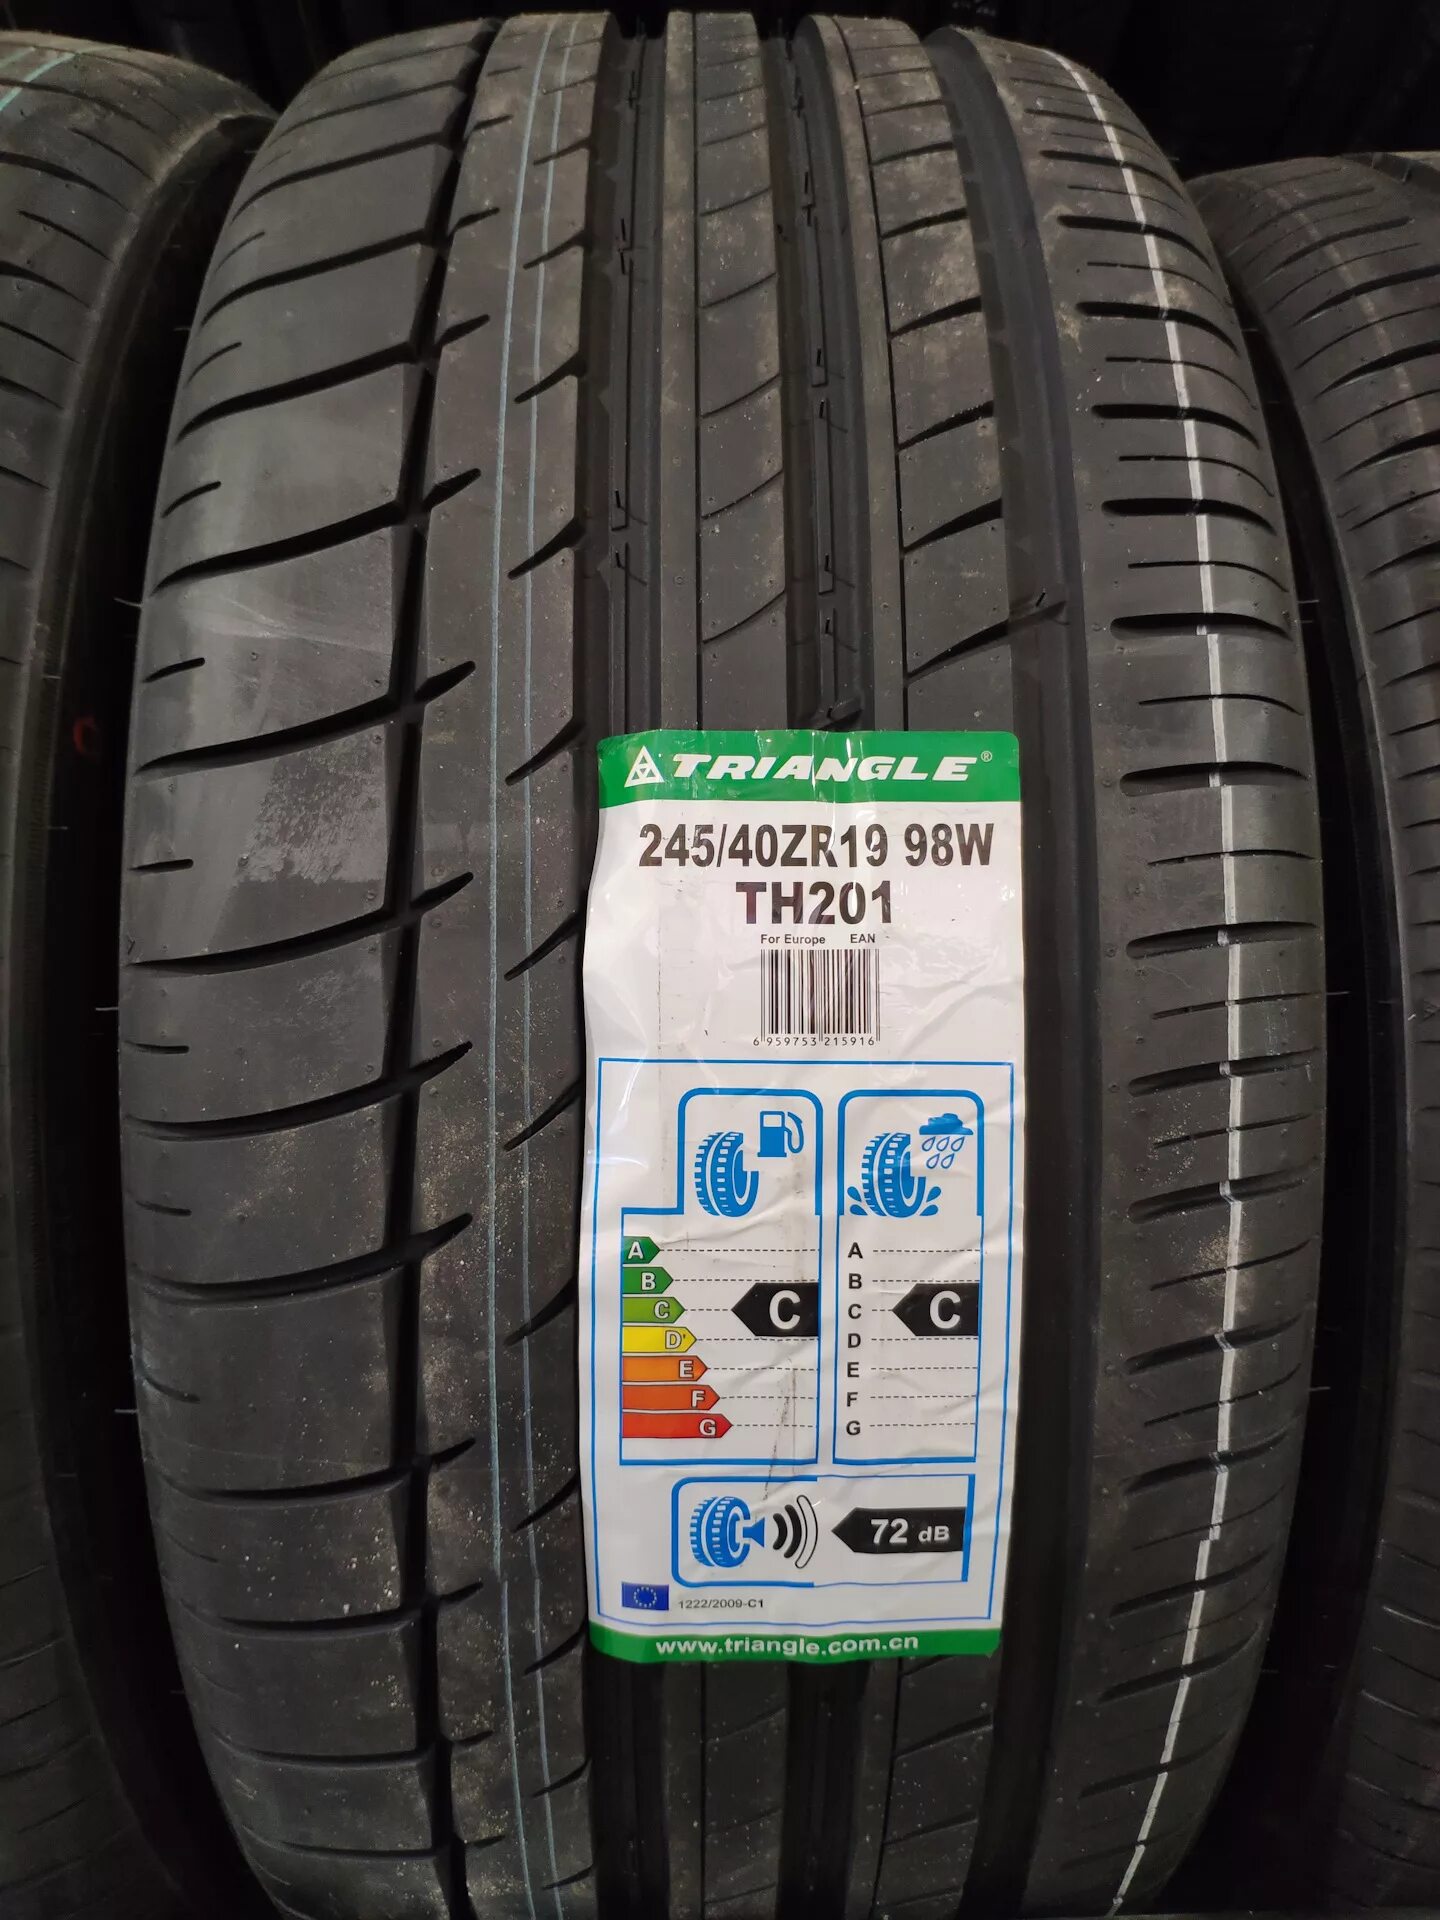 TRIANGLE®
245/40ZR19 98W
TH201
For Europe EAN
6 959753 215916
A A
B B
C C C C
D D
E E
F F
G G
72 dB
1222/2009-C1
www.triangle.com.cn